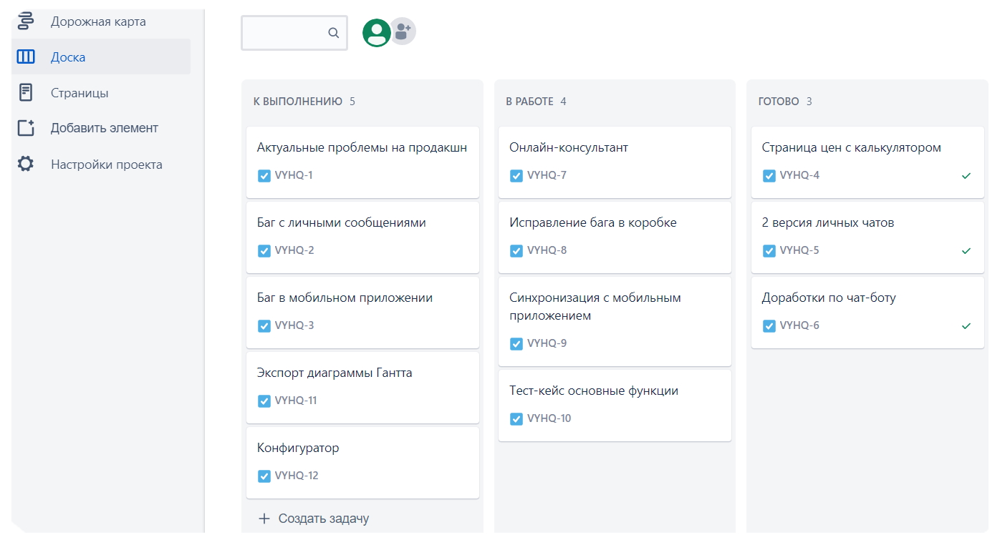 Дорожная карта
Доска
Страницы
Добавить элемент
Настройки проекта
К ВЫПОЛНЕНИЮ 5
Актуальные проблемы на продакшн
VYHQ-1
Баг с личными сообщениями
VYHQ-2
Баг в мобильном приложении
VYHQ-3
Экспорт диаграммы Гантта
VYHQ-11
Конфигуратор
VYHQ-12
Создать задачу
В РАБОТЕ 4
Онлайн-консультант
VYHQ-7
Исправление бага в коробке
VYHQ-8
Синхронизация с мобильным
приложением
VYHQ-9
Тест-кейс основные функции
VYHQ-10
ГОТОВО 3
Страница цен с калькулятором
VYHQ-4
2 версия личных чатов
VYHQ-5
Доработки по чат-боту
VYHQ-6